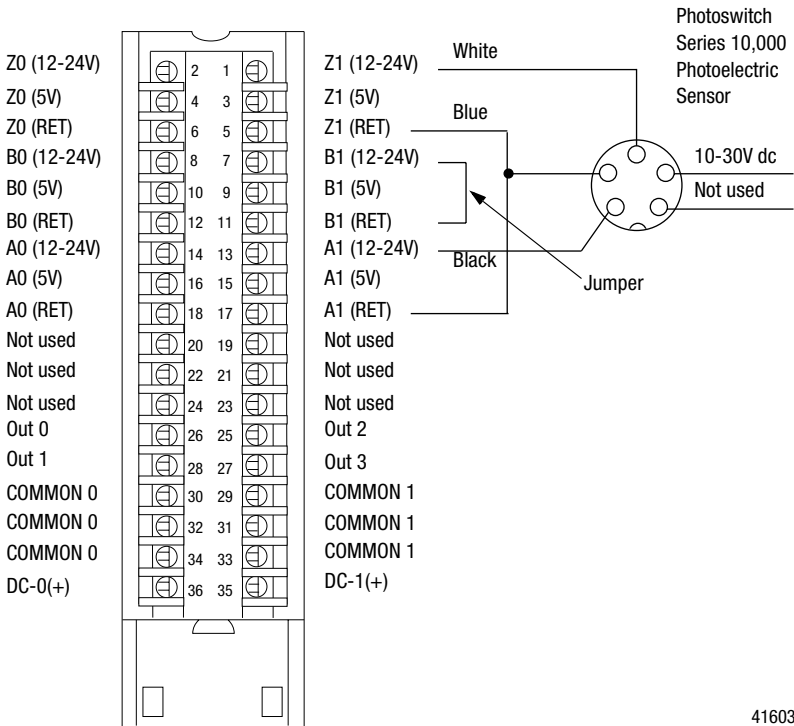 Photoswitch
Series 10,000
Photoelectric
Sensor
Z0 (12-24V) 2 1 Z1 (12-24V) White
Z0 (5V) 4 3 Z1 (5V)
Z0 (RET) 6 5 Z1 (RET) Blue
B0 (12-24V) 8 7 B1 (12-24V) 10-30V dc
B0 (5V) 10 9 B1 (5V) Not used
B0 (RET) 12 11 B1 (RET)
A0 (12-24V) 14 13 A1 (12-24V) Black
A0 (5V) 16 15 A1 (5V) Jumper
A0 (RET) 18 17 A1 (RET)
Not used 20 19 Not used
Not used 22 21 Not used
Not used 24 23 Not used
Out 0 26 25 Out 2
Out 1 28 27 Out 3
COMMON 0 30 29 COMMON 1
COMMON 0 32 31 COMMON 1
COMMON 0 34 33 COMMON 1
DC-0(+) 36 35 DC-1(+)
41603